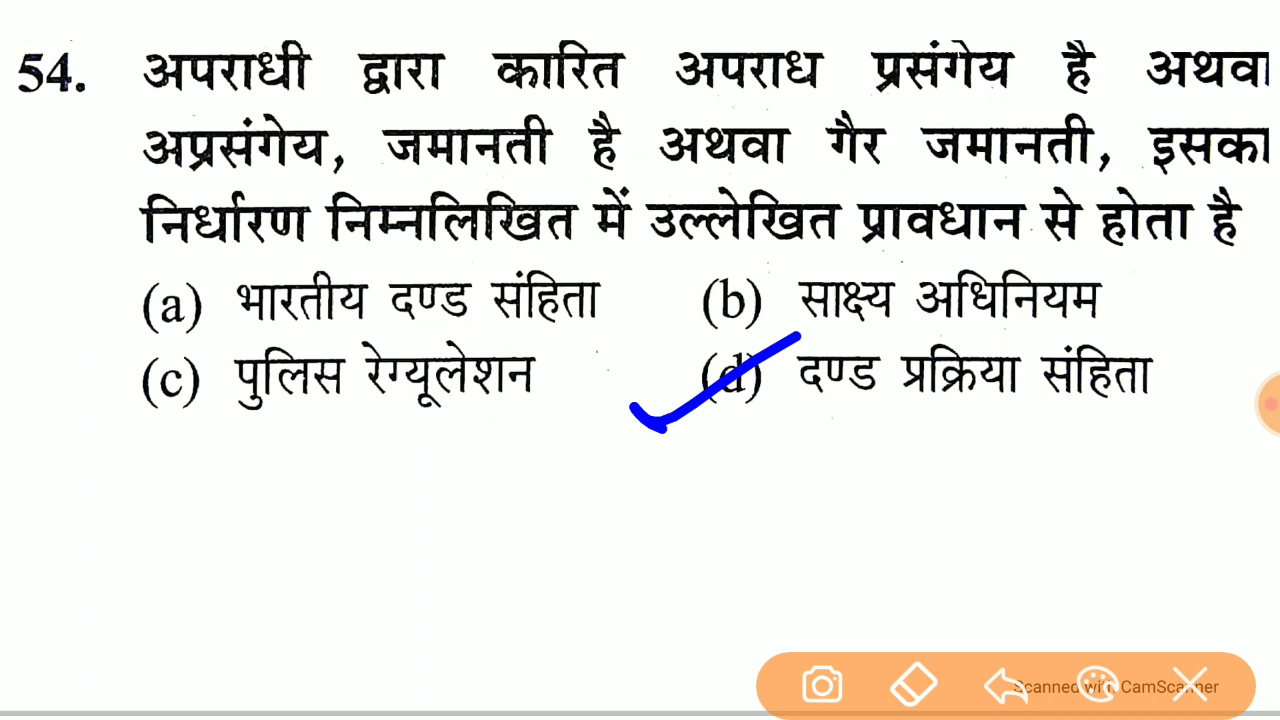 54. अपराधी द्वारा कारित अपराध प्रसंगेय है अथवा
अप्रसंगेय, जमानती है अथवा गैर जमानती, इसका
निर्धारण निम्नलिखित में उल्लेखित प्रावधान से होता है
(a) भारतीय दण्ड संहिता (b) साक्ष्य अधिनियम
(c) पुलिस रेग्यूलेशन (d) दण्ड प्रक्रिया संहिता
Scanned with CamScanner